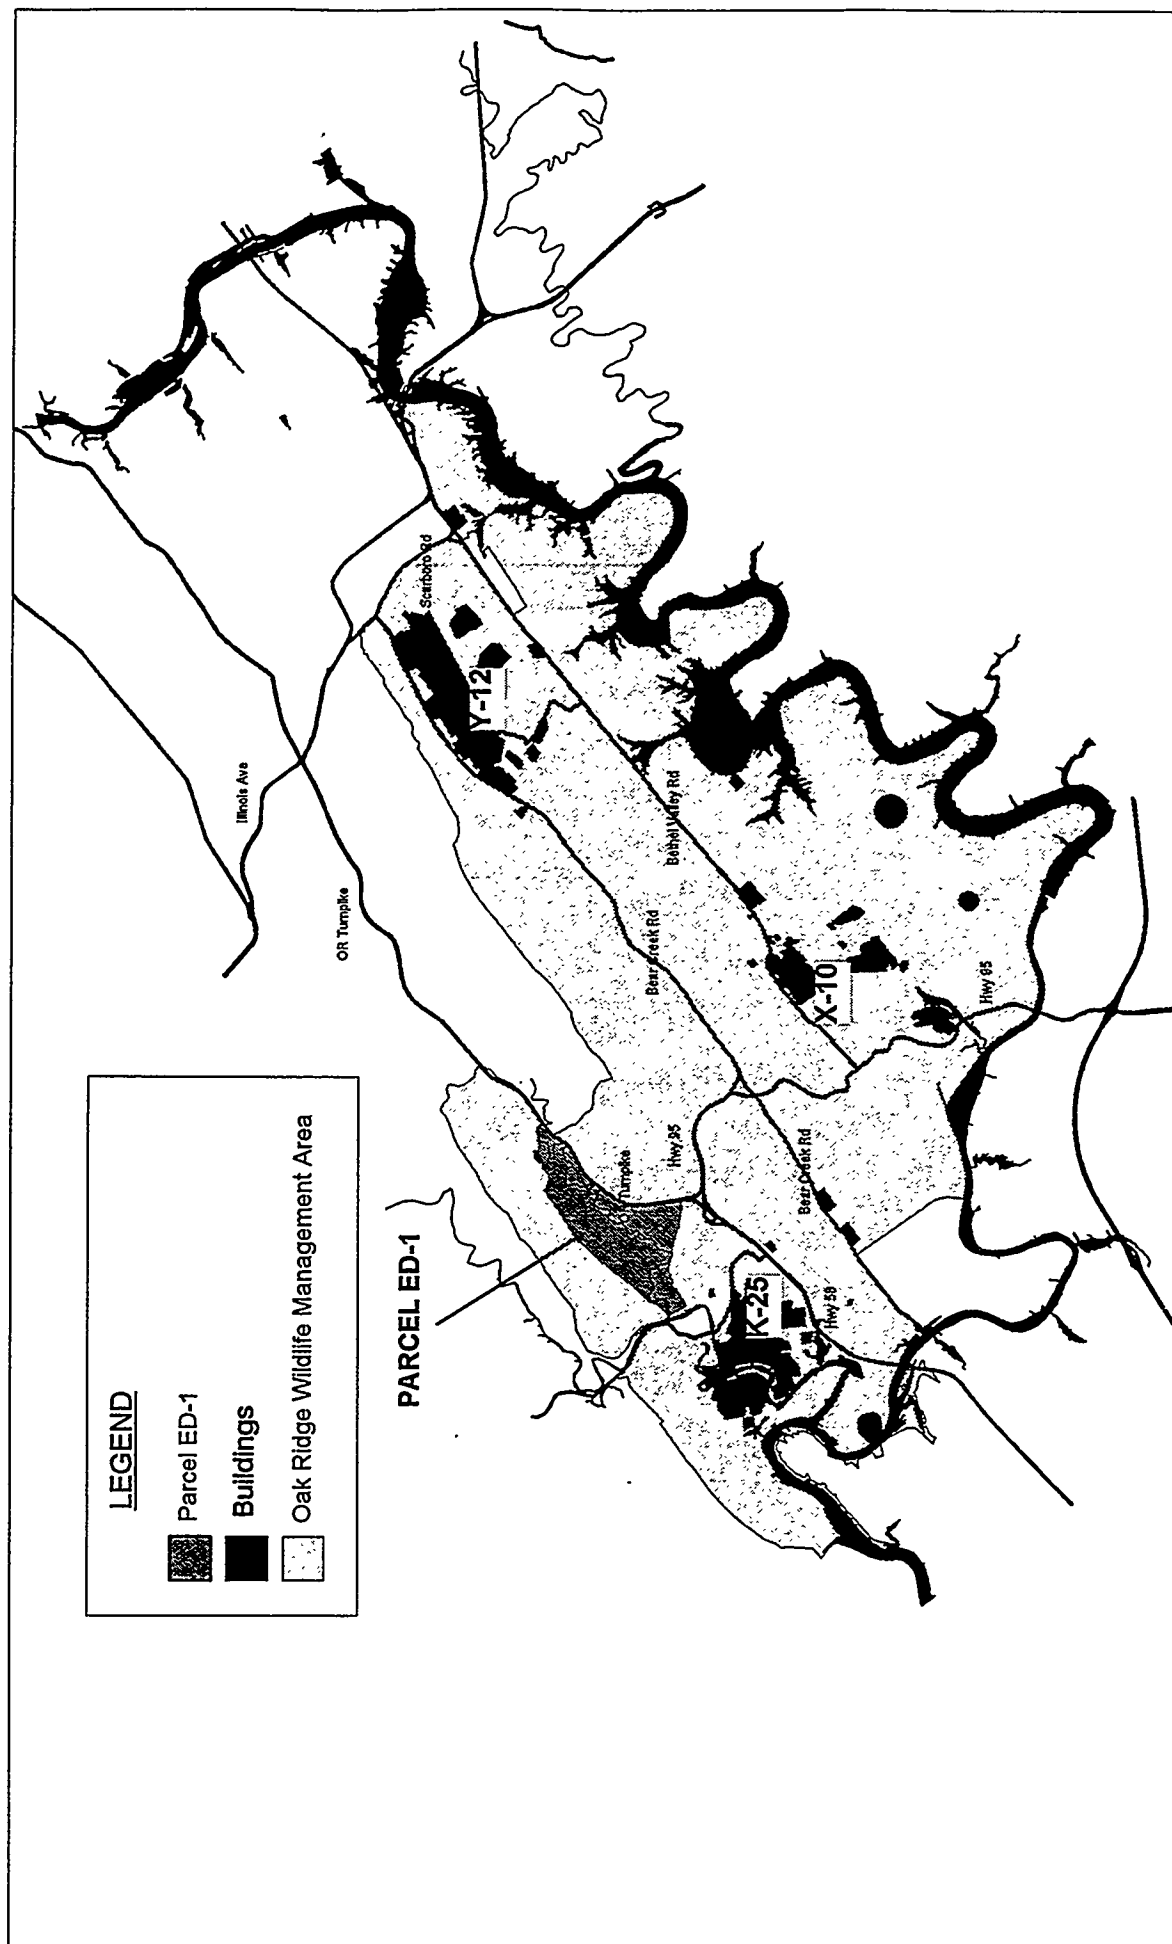 LEGEND
Parcel ED-1
Buildings
Oak Ridge Wildlife Management Area
PARCEL ED-1
Illinois Ave
OR Turnpike
Scarboro Rd
Y-12
Bethel Valley Rd
Bear Creek Rd
X-10
Hwy 95
Turnpike
Hwy 95
Bear Creek Rd
K-25
Hwy 58